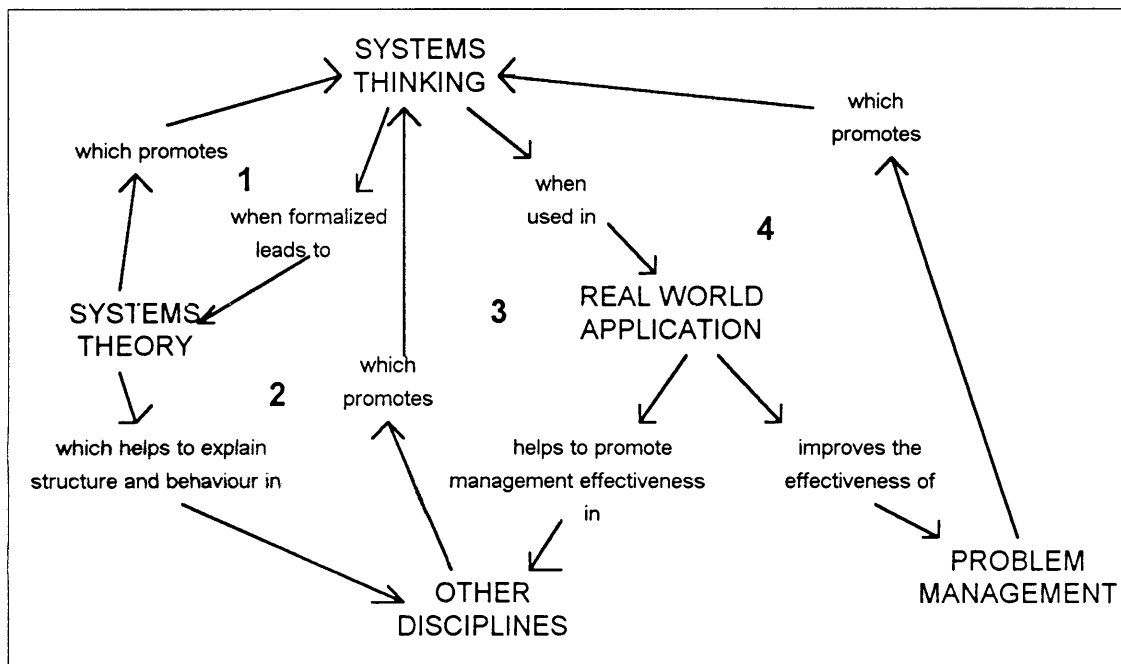 SYSTEMS
THINKING
which
promotes
which promotes
1
when
used in
when formalized
leads to
4
SYSTEMS
THEORY
3
REAL WORLD
APPLICATION
which
promotes
2
which helps to explain
structure and behaviour in
helps to promote
management effectiveness
in
improves the
effectiveness of
OTHER
DISCIPLINES
PROBLEM
MANAGEMENT